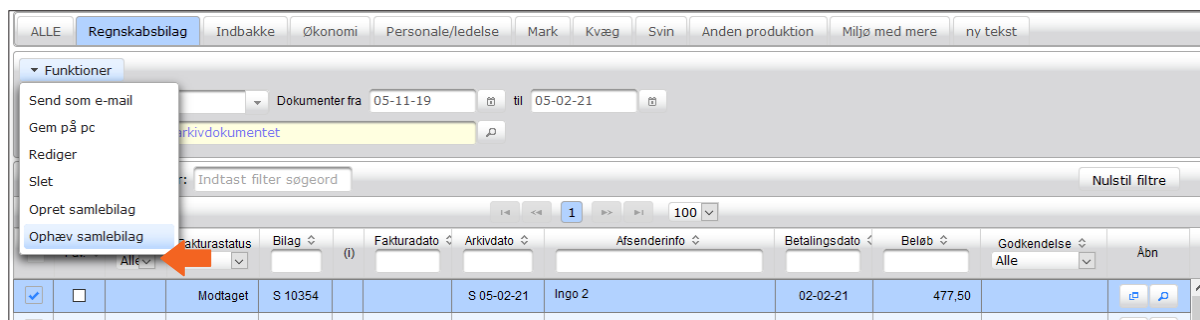 ALLE Regnskabsbilag Indbakke Økonomi Personale/ledelse Mark Kvæg Svin Anden produktion Miljø med mere ny tekst
Funktioner
Send som e-mail
Gem på pc
Rediger
Slet
Opret samlebilag
Ophæv samlebilag
Dokumenter fra 05-11-19 til 05-02-21
arkivdokumentet
r: Indtast filter søgeord Nulstil filtre
1 100
Fakturastatus Bilag (i) Fakturadato Arkivdato Afsenderinfo Betalingsdato Beløb Godkendelse Åbn
Alle Alle
Modtaget S 10354 S 05-02-21 Ingo 2 02-02-21 477,50